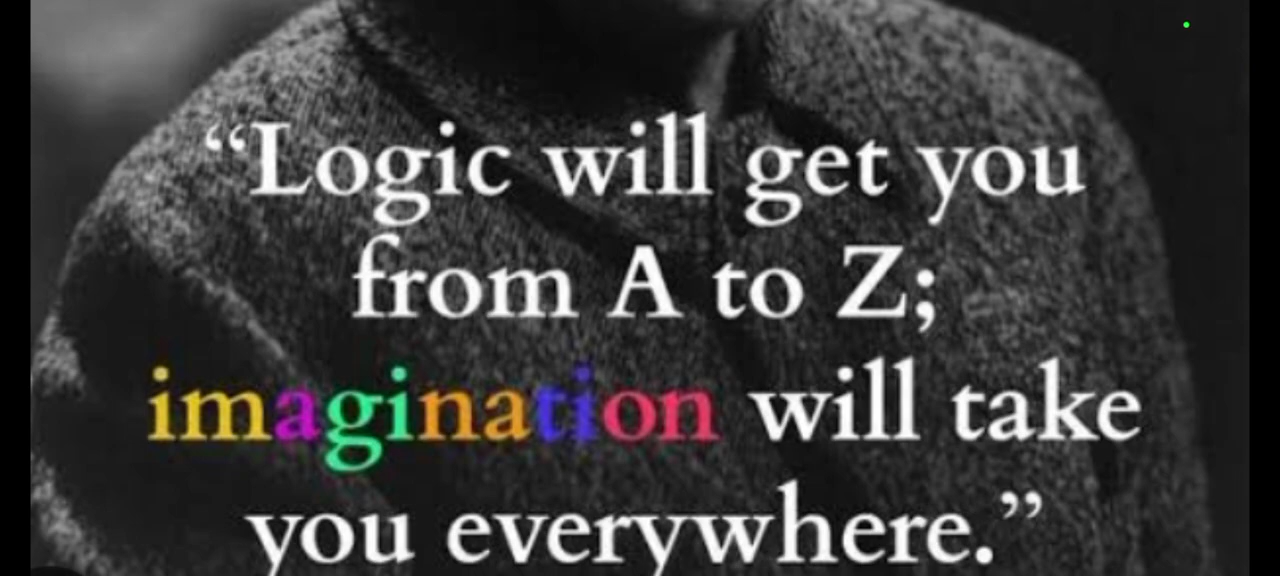 “Logic will get you
from A to Z;
imagination will take
you everywhere.”